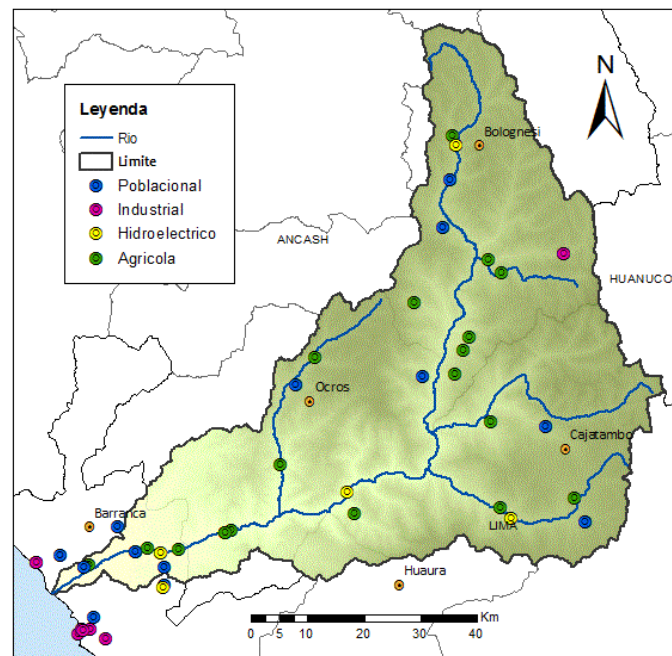 N
Leyenda
Rio
Limite
Poblacional
Industrial
Hidroelectrico
Agricola
Bolognesi
ANCASH
HUANUCO
Ocros
Cajatambo
Barranca
LIMA
Huaura
Km
0 5 10 20 30 40